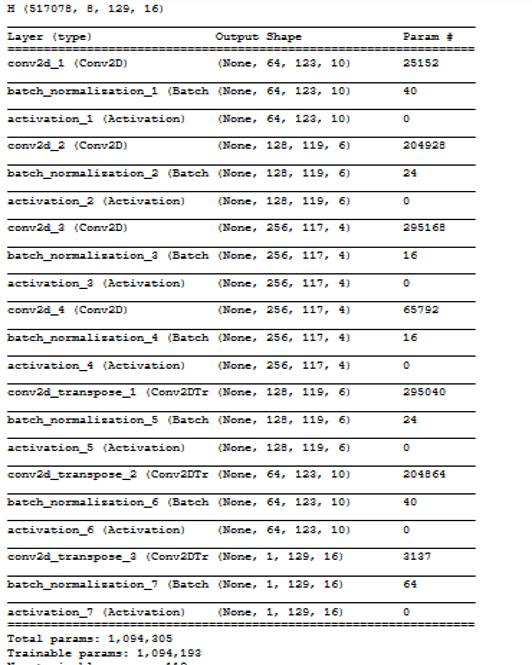 H (517078, 8, 129, 16)
Layer (type) Output Shape Param #
conv2d_1 (Conv2D) (None, 64, 123, 10) 25152
batch_normalization_1 (Batch (None, 64, 123, 10) 40
activation_1 (Activation) (None, 64, 123, 10) 0
conv2d_2 (Conv2D) (None, 128, 119, 6) 204928
batch_normalization_2 (Batch (None, 128, 119, 6) 24
activation_2 (Activation) (None, 128, 119, 6) 0
conv2d_3 (Conv2D) (None, 256, 117, 4) 295168
batch_normalization_3 (Batch (None, 256, 117, 4) 16
activation_3 (Activation) (None, 256, 117, 4) 0
conv2d_4 (Conv2D) (None, 256, 117, 4) 65792
batch_normalization_4 (Batch (None, 256, 117, 4) 16
activation_4 (Activation) (None, 256, 117, 4) 0
conv2d_transpose_1 (Conv2DTr (None, 128, 119, 6) 295040
batch_normalization_5 (Batch (None, 128, 119, 6) 24
activation_5 (Activation) (None, 128, 119, 6) 0
conv2d_transpose_2 (Conv2DTr (None, 64, 123, 10) 204864
batch_normalization_6 (Batch (None, 64, 123, 10) 40
activation_6 (Activation) (None, 64, 123, 10) 0
conv2d_transpose_3 (Conv2DTr (None, 1, 129, 16) 3137
batch_normalization_7 (Batch (None, 1, 129, 16) 64
activation_7 (Activation) (None, 1, 129, 16) 0
Total params: 1,094,305
Trainable params: 1,094,193